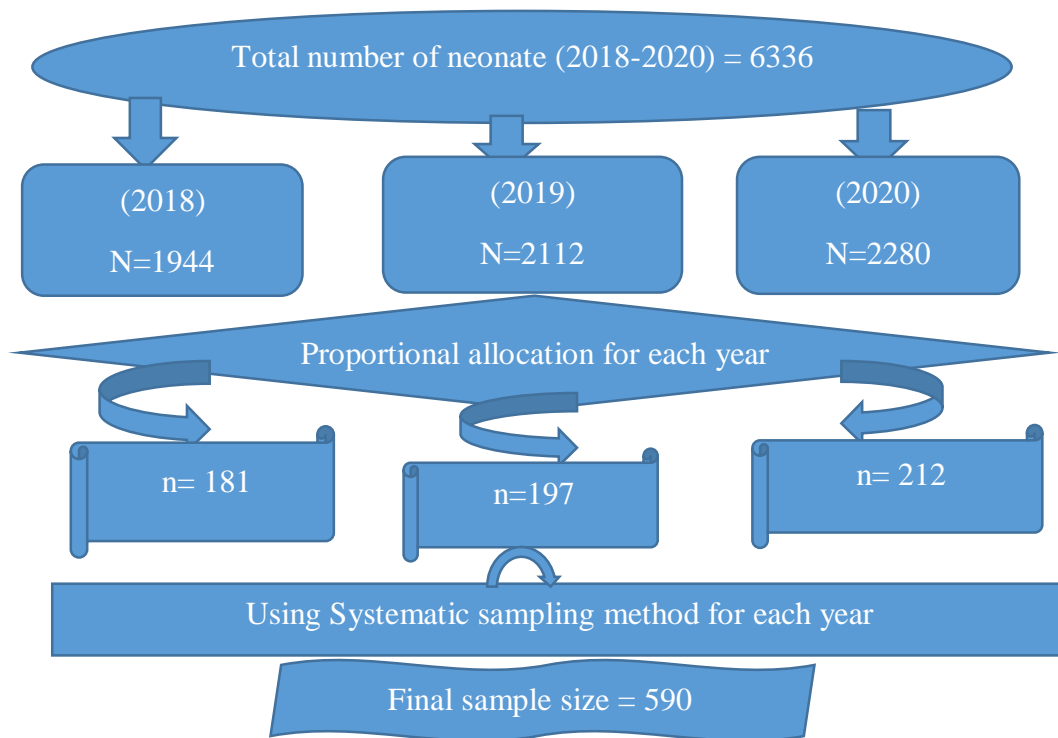 Total number of neonate (2018-2020) = 6336
(2018)
N=1944
(2019)
N=2112
(2020)
N=2280
Proportional allocation for each year
n= 181
n=197
n= 212
Using Systematic sampling method for each year
Final sample size = 590